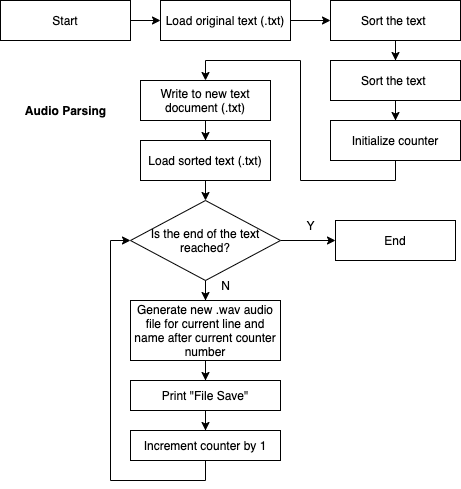 Start
Load original text (.txt)
Sort the text
Sort the text
Initialize counter
Write to new text
document (.txt)
Audio Parsing
Load sorted text (.txt)
Is the end of the text
reached?
Y
End
N
Generate new .wav audio
file for current line and
name after current counter
number
Print "File Save"
Increment counter by 1